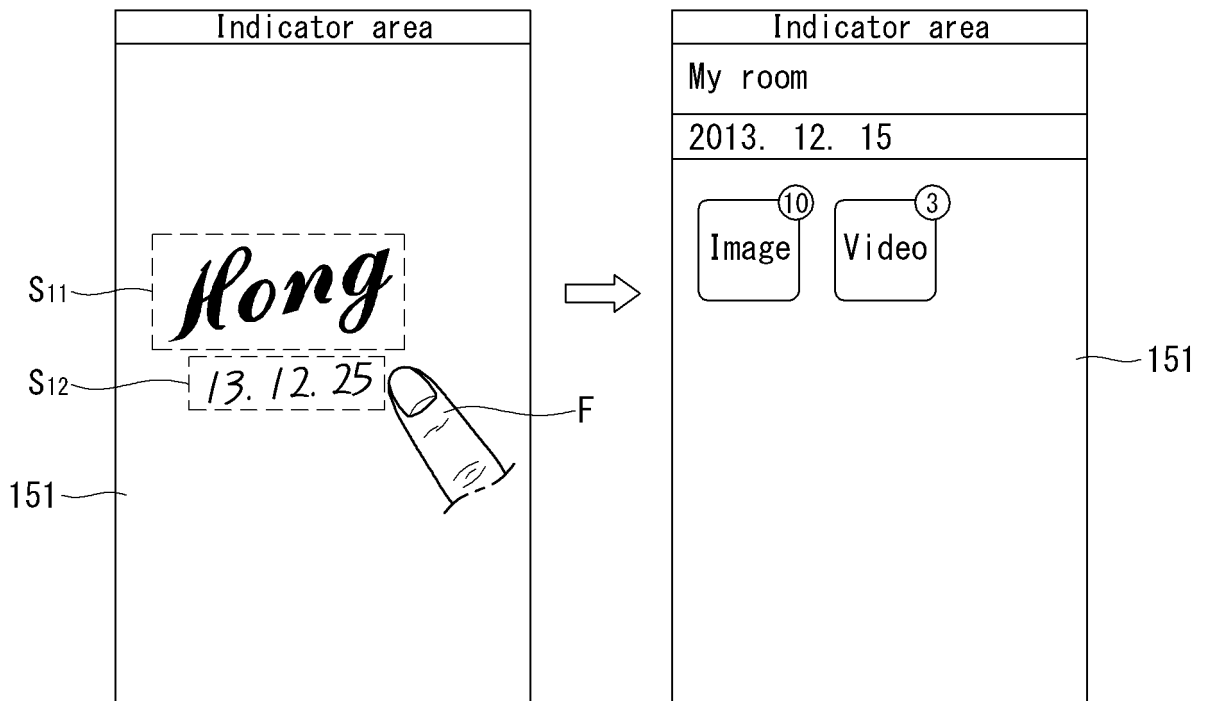 Indicator area
Hong
13. 12. 25
S11
S12
F
151
Indicator area
My room
2013. 12. 15
10
3
Image
Video
151